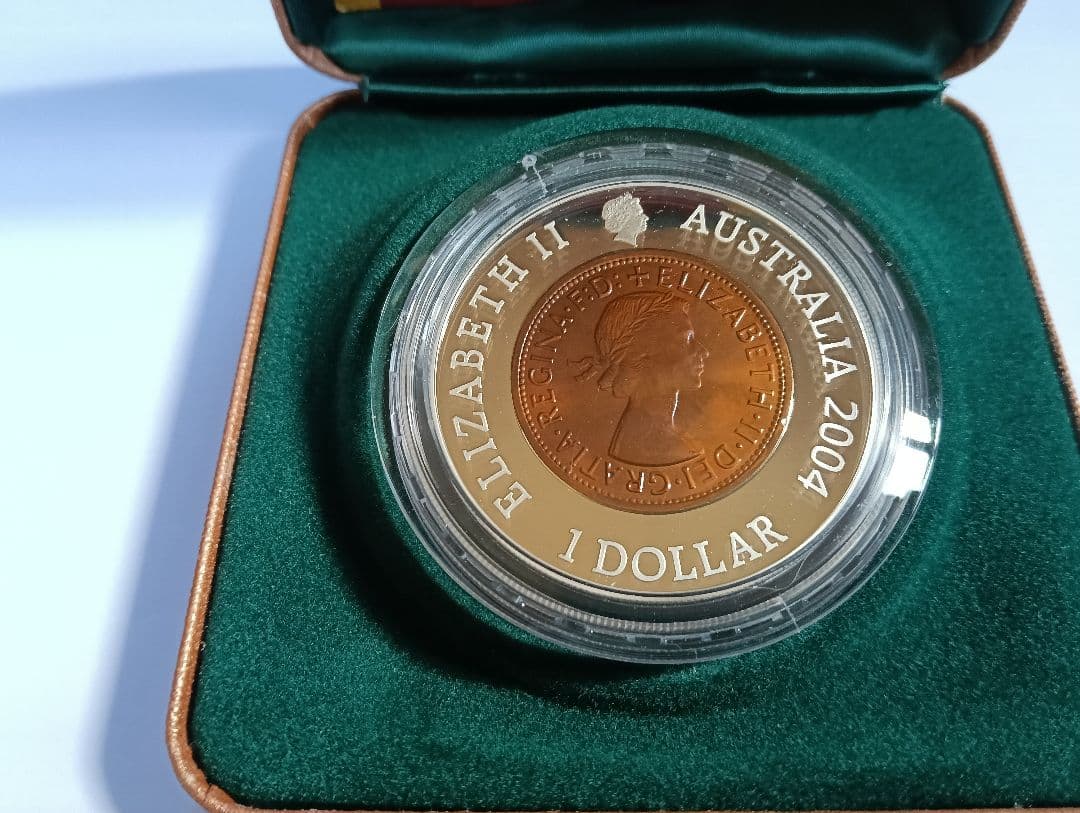 ELIZABETH II AUSTRALIA 2004
1 DOLLAR
+ ELIZABETH · II · DEI · GRATIA · REGINA · F: D: